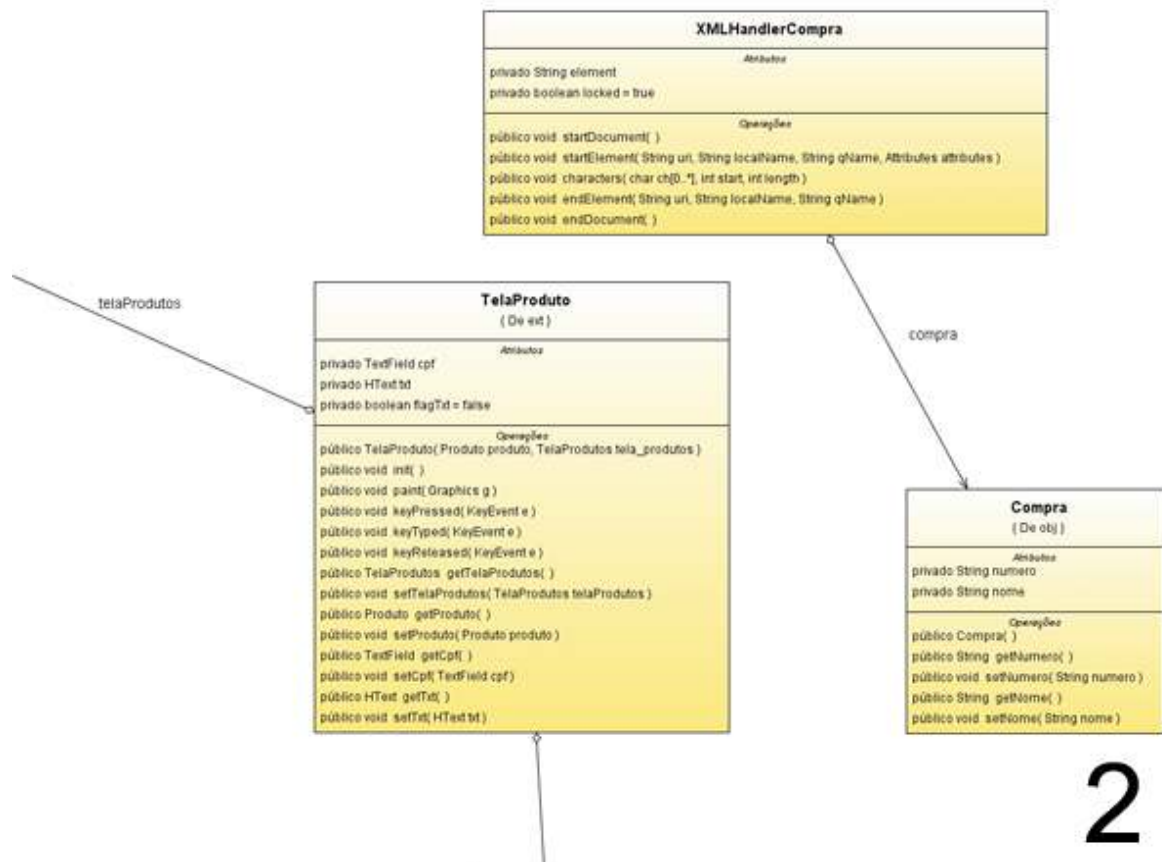 XMLHandlerCompra
Atributos
privado String element
privado boolean locked = true
Operações
público void startDocument( )
público void startElement( String uri, String localName, String qName, Attributes attributes )
público void characters( char ch[0..*], int start, int length )
público void endElement( String uri, String localName, String qName )
público void endDocument( )
telaProdutos
TelaProduto
( De ext )
Atributos
privado TextField cpf
privado HText txt
privado boolean flagTxt = false
Operações
público TelaProduto( Produto produto, TelaProdutos tela_produtos )
público void init( )
público void paint( Graphics g )
público void keyPressed( KeyEvent e )
público void keyTyped( KeyEvent e )
público void keyReleased( KeyEvent e )
público TelaProdutos getTelaProdutos( )
público void setTelaProdutos( TelaProdutos telaProdutos )
público Produto getProduto( )
público void setProduto( Produto produto )
público TextField getCpf( )
público void setCpf( TextField cpf )
público HText getTxt( )
público void setTxt( HText txt )
compra
Compra
( De obj )
Atributos
privado String numero
privado String nome
Operações
público Compra( )
público String getNumero( )
público void setNumero( String numero )
público String getNome( )
público void setNome( String nome )
2